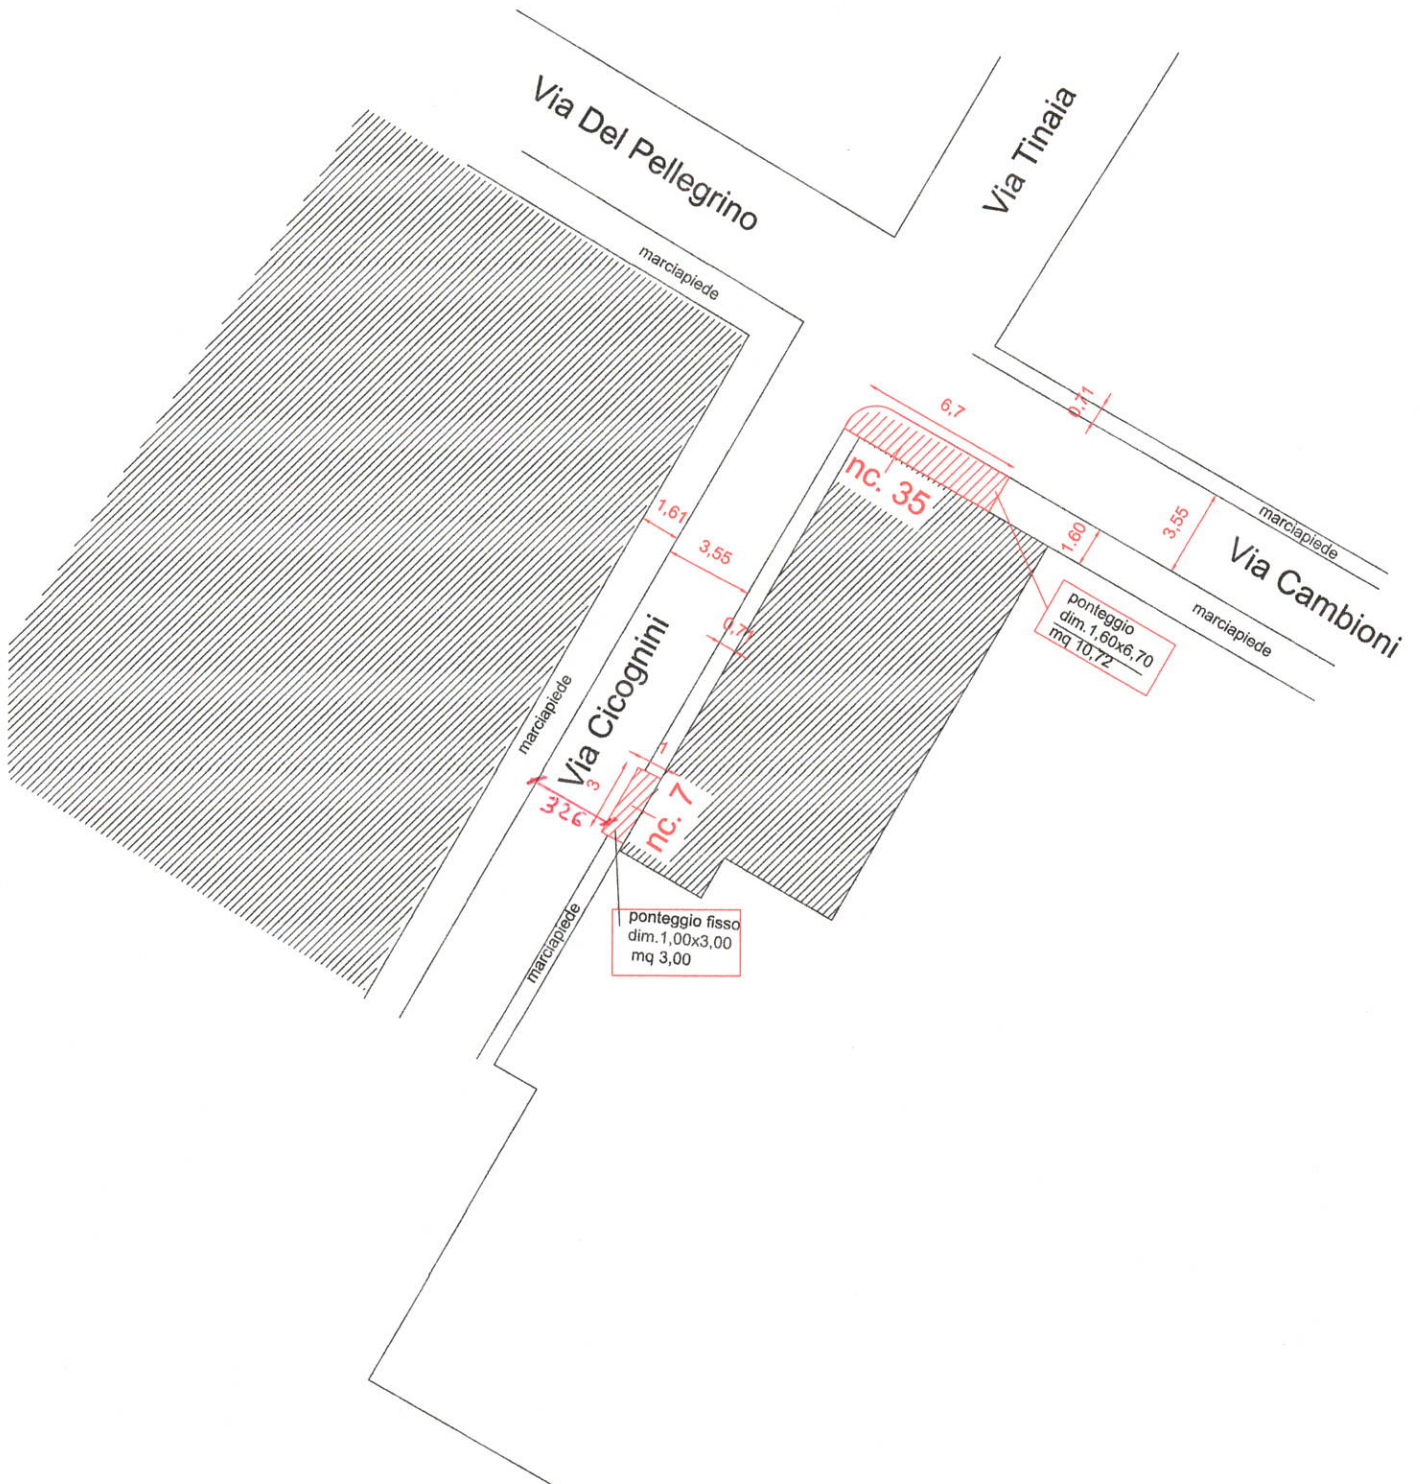 Via Del Pellegrino
Via Tinaia
marciapiede
6,7
0,71
nc. 35
1,61
3,55
1.60
3,55
marciapiede
Via Cambioni
ponteggio
dim.1,60x6,70
mq 10,72
marciapiede
0,71
Via Cicognini
marciapiede
1
3
326
nc. 7
ponteggio fisso
dim.1,00x3,00
mq 3,00
marciapiede